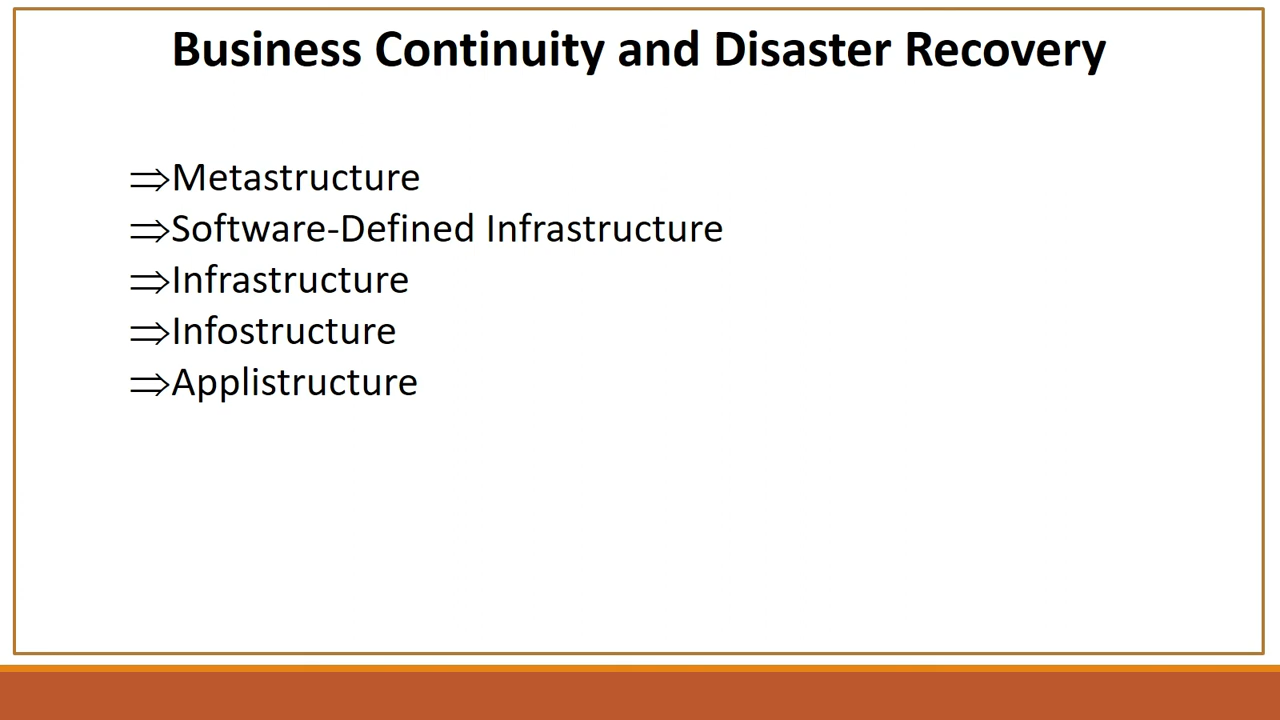 Business Continuity and Disaster Recovery
⇒Metastructure
⇒Software-Defined Infrastructure
⇒Infrastructure
⇒Infostructure
⇒Applistructure